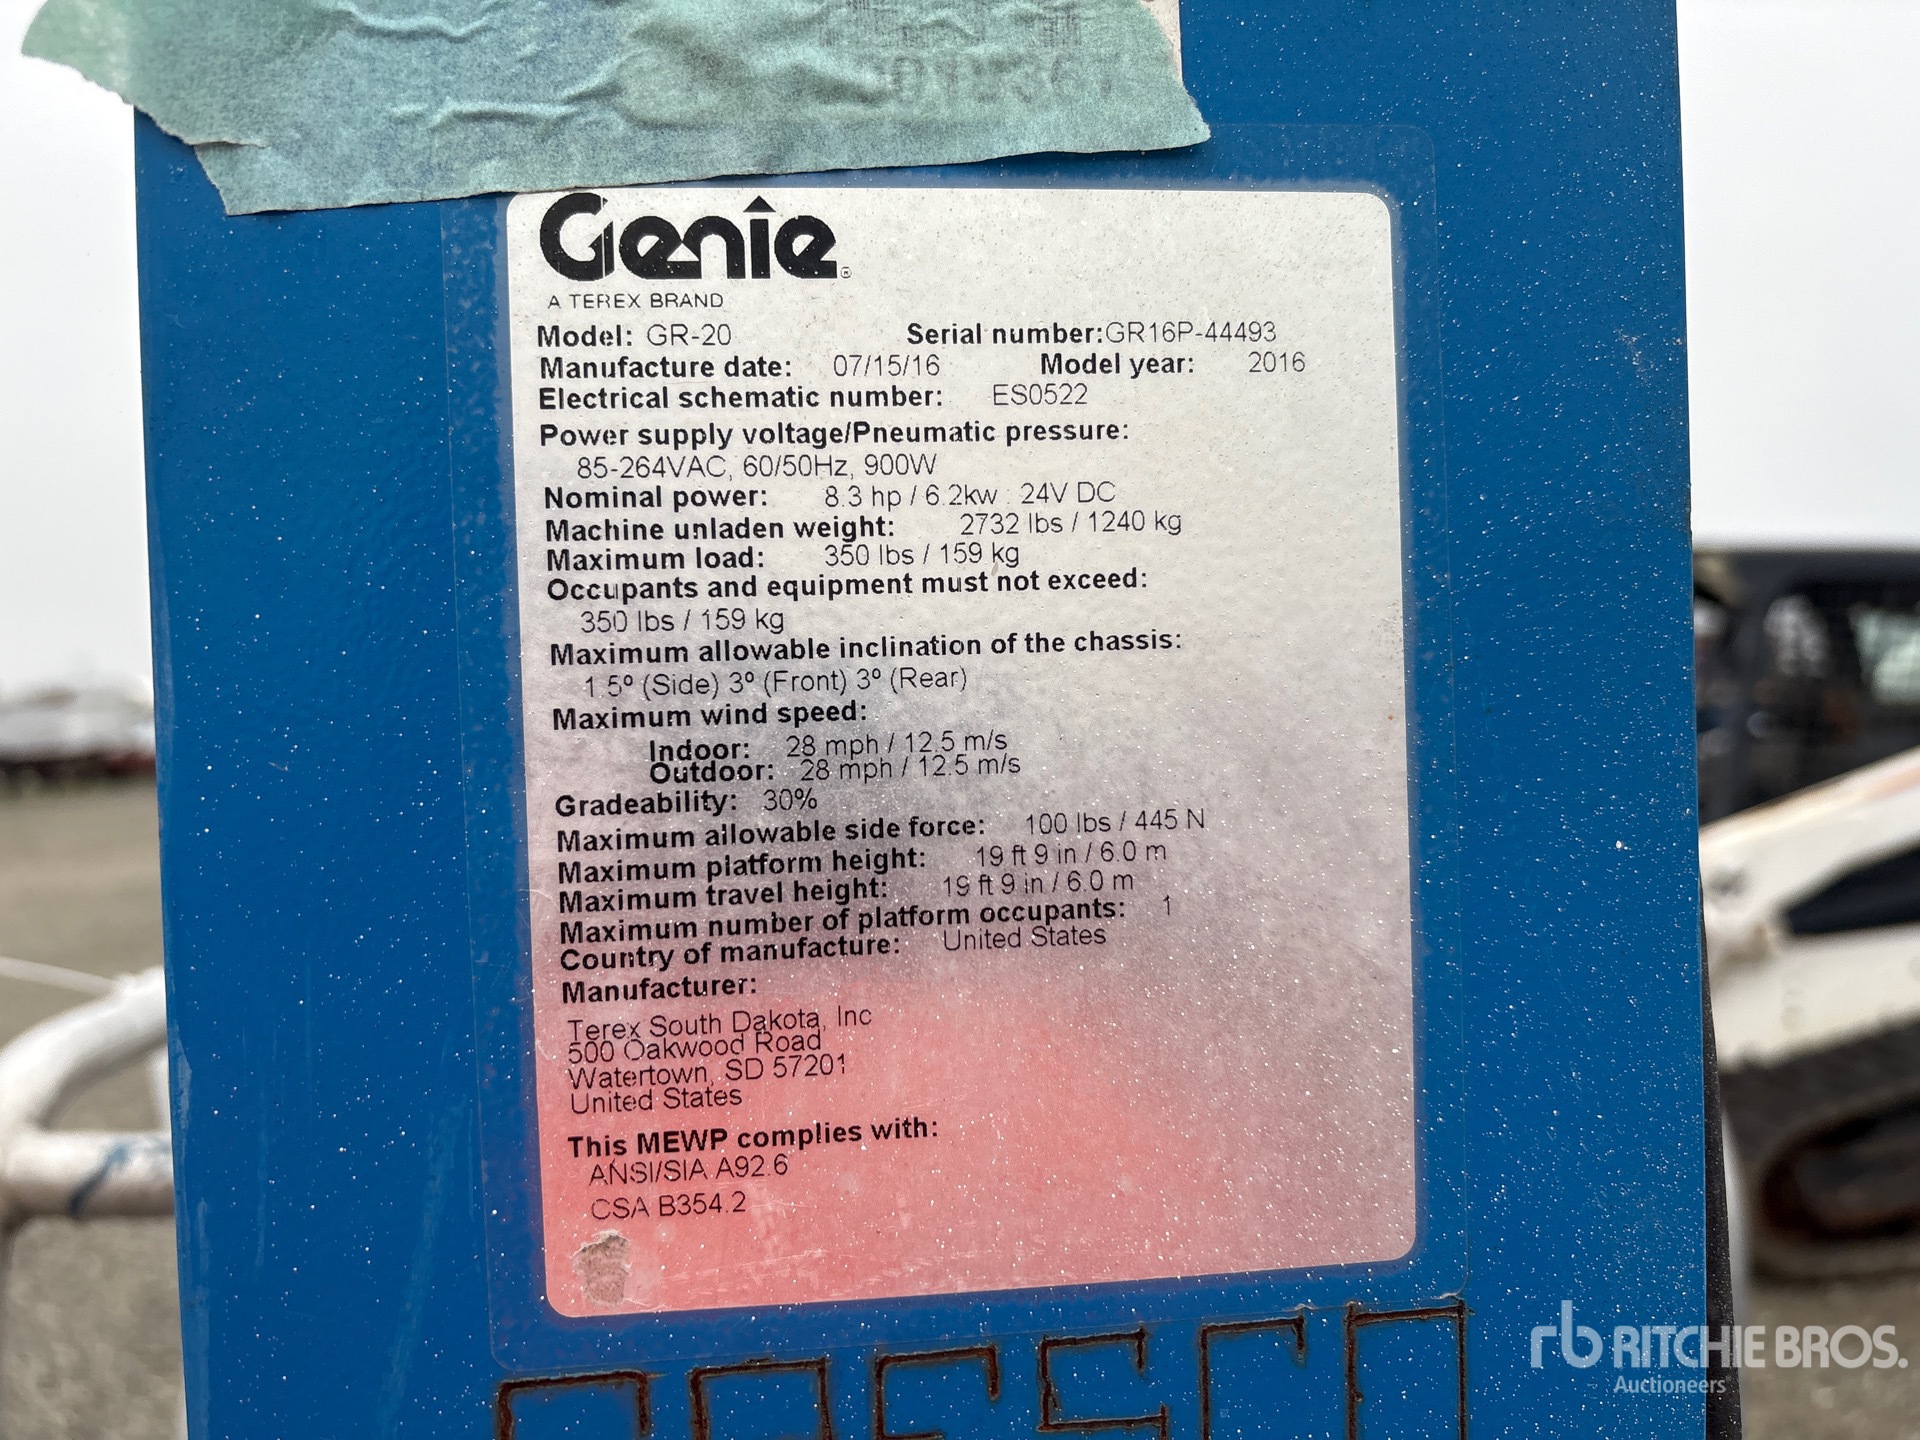 Genie®
A TEREX BRAND
Model: GR-20 Serial number:GR16P-44493
Manufacture date: 07/15/16 Model year: 2016
Electrical schematic number: ES0522
Power supply voltage/Pneumatic pressure:
85-264VAC, 60/50Hz, 900W
Nominal power: 8.3 hp / 6.2kw : 24V DC
Machine unladen weight: 2732 lbs / 1240 kg
Maximum load: 350 lbs / 159 kg
Occupants and equipment must not exceed:
350 lbs / 159 kg
Maximum allowable inclination of the chassis:
1.5º (Side) 3º (Front) 3º (Rear)
Maximum wind speed:
Indoor: 28 mph / 12.5 m/s
Outdoor: 28 mph / 12.5 m/s
Gradeability: 30%
Maximum allowable side force: 100 lbs / 445 N
Maximum platform height: 19 ft 9 in / 6.0 m
Maximum travel height: 19 ft 9 in / 6.0 m
Maximum number of platform occupants: 1
Country of manufacture: United States
Manufacturer:
Terex South Dakota, Inc
500 Oakwood Road
Watertown, SD 57201
United States
This MEWP complies with:
ANSI/SIA A92.6
CSA B354.2
rb RITCHIE BROS.
Auctioneers